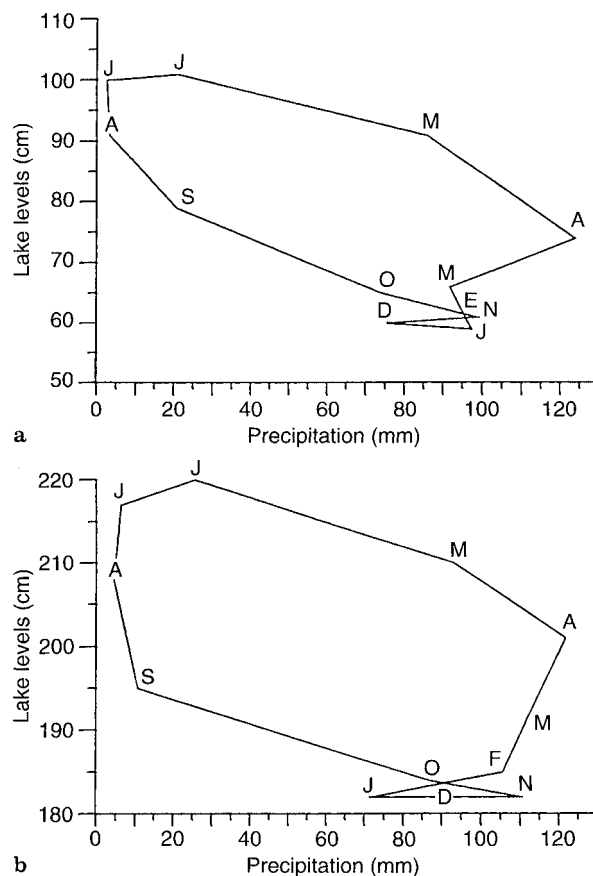 110
100
90
80
70
60
50
Lake levels (cm)
J J
M
A
A
S
M
O
E
D N
J
0 20 40 60 80 100 120
Precipitation (mm)
a
220
210
200
190
180
Lake levels (cm)
J
J
M
A
A
S
M
F
O
J D N
0 20 40 60 80 100 120
Precipitation (mm)
b